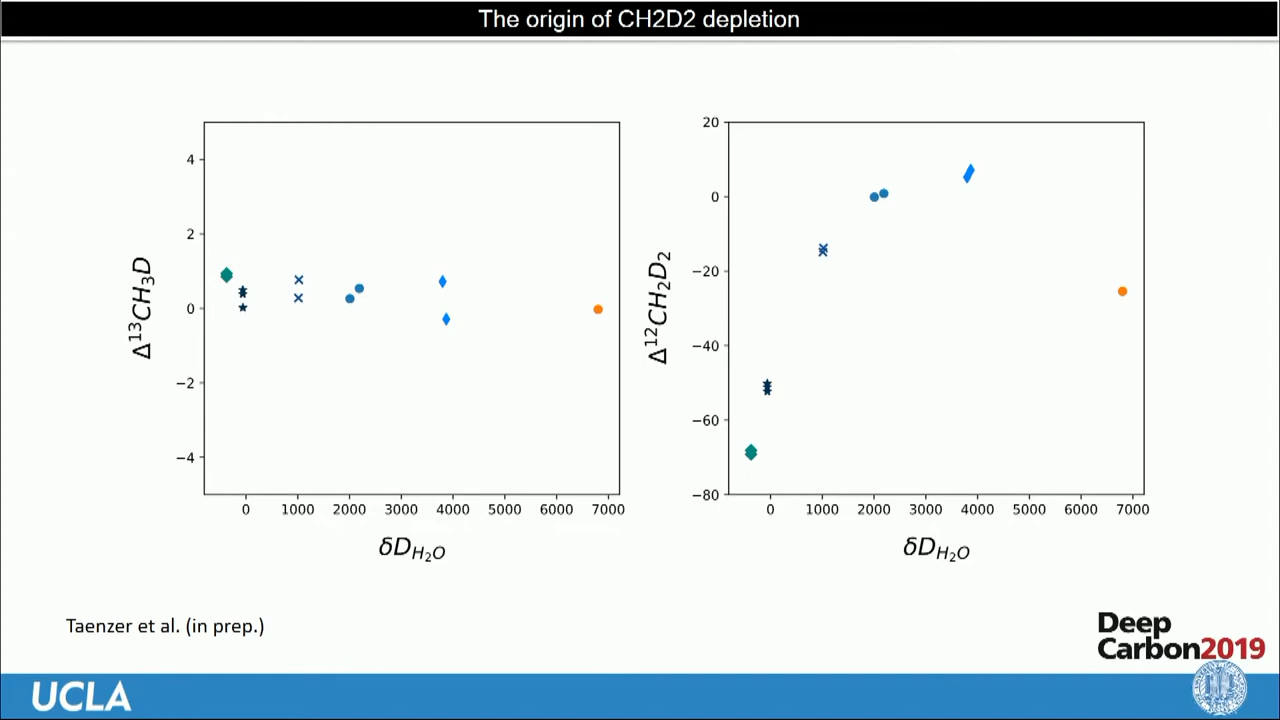 The origin of CH2D2 depletion
4
2
0
−2
−4
Δ¹³CH₃D
0 1000 2000 3000 4000 5000 6000 7000
δD_H₂O
20
0
−20
−40
−60
−80
Δ¹²CH₂D₂
0 1000 2000 3000 4000 5000 6000 7000
δD_H₂O
Taenzer et al. (in prep.)
Deep
Carbon2019
UCLA